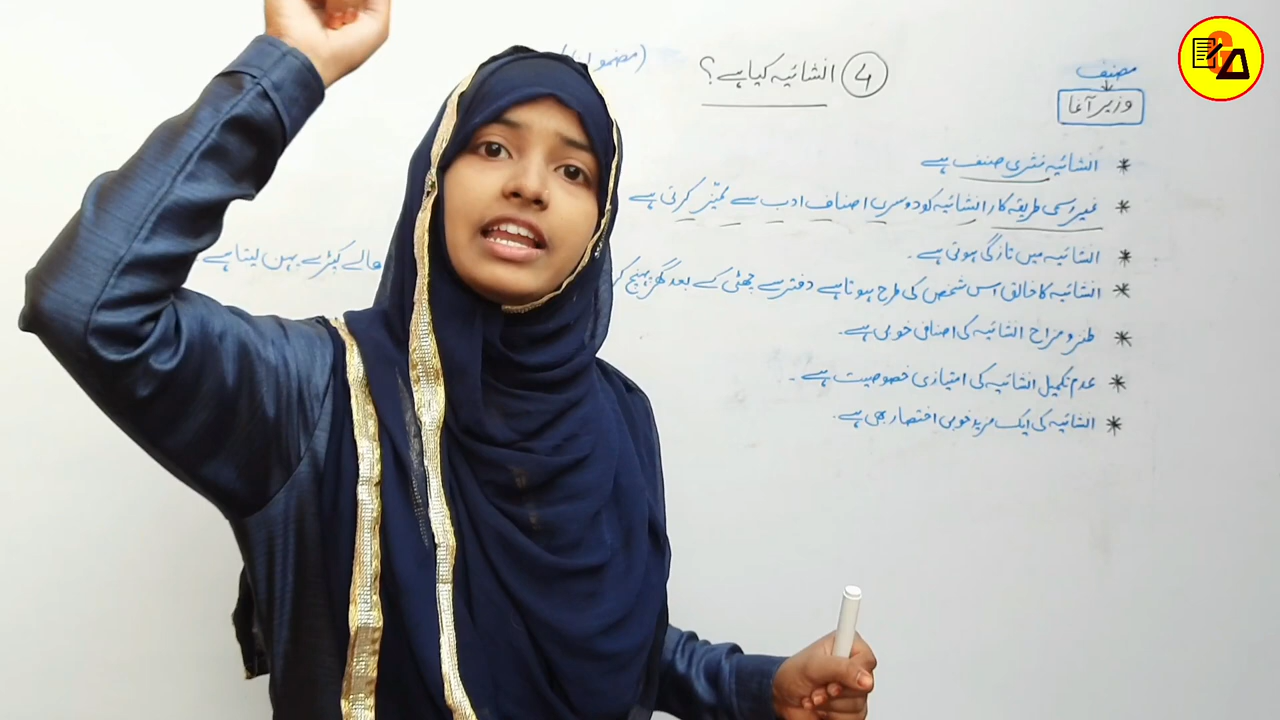 ④ انشائیہ کیا ہے؟ (مضمون
مصنف
وزیر آغا
* انشائیہ نثری صنف ہے
* غیر رسمی طریقہ کار انشائیہ کو دوسری اصناف ادب سے ممیّز کرتی ہے
* انشائیہ میں تازگی ہوتی ہے۔
* انشائیہ کا خالق اس شخص کی طرح ہوتا ہے دفتر سے چھٹی کے بعد گھر پہنچ کر کپڑے پہن لیتا ہے
* طنز و مزاح انشائیہ کی اضافی خوبی ہے۔
* عدم تکمیل انشائیہ کی امتیازی خصوصیت ہے۔
* انشائیہ کی ایک مزید خوبی اختصار بھی ہے۔